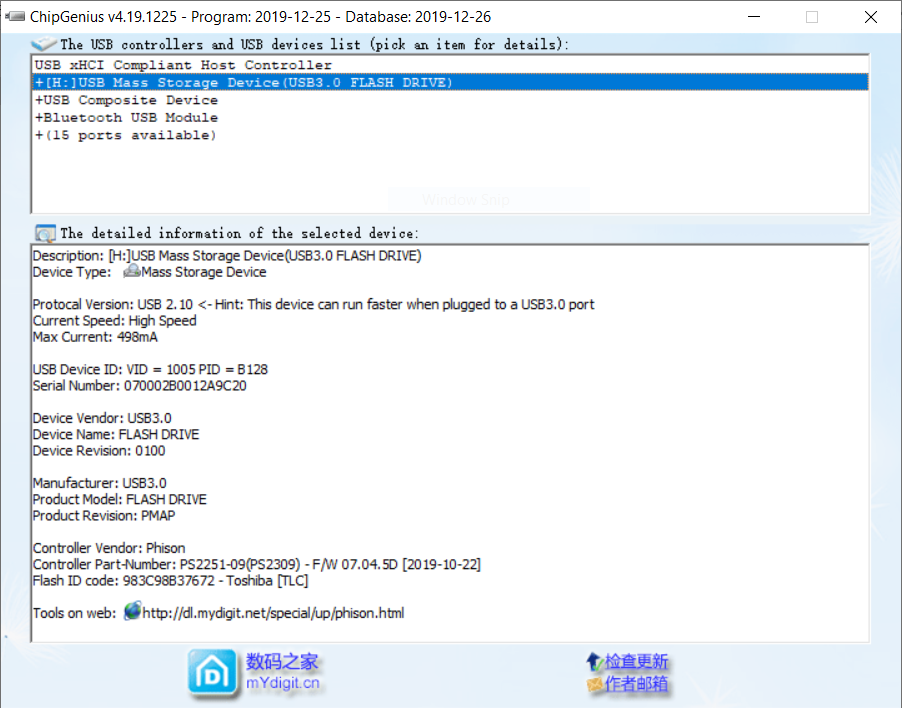 ChipGenius v4.19.1225 - Program: 2019-12-25 - Database: 2019-12-26
The USB controllers and USB devices list (pick an item for details):
USB xHCI Compliant Host Controller
+[H:]USB Mass Storage Device(USB3.0 FLASH DRIVE)
+USB Composite Device
+Bluetooth USB Module
+(15 ports available)
Window Snip
The detailed information of the selected device:
Description: [H:]USB Mass Storage Device(USB3.0 FLASH DRIVE)
Device Type: Mass Storage Device
Protocal Version: USB 2.10 <- Hint: This device can run faster when plugged to a USB3.0 port
Current Speed: High Speed
Max Current: 498mA
USB Device ID: VID = 1005 PID = B128
Serial Number: 070002B0012A9C20
Device Vendor: USB3.0
Device Name: FLASH DRIVE
Device Revision: 0100
Manufacturer: USB3.0
Product Model: FLASH DRIVE
Product Revision: PMAP
Controller Vendor: Phison
Controller Part-Number: PS2251-09(PS2309) - F/W 07.04.5D [2019-10-22]
Flash ID code: 983C98B37672 - Toshiba [TLC]
Tools on web: http://dl.mydigit.net/special/up/phison.html
数码之家
mYdigit.cn
检查更新
作者邮箱